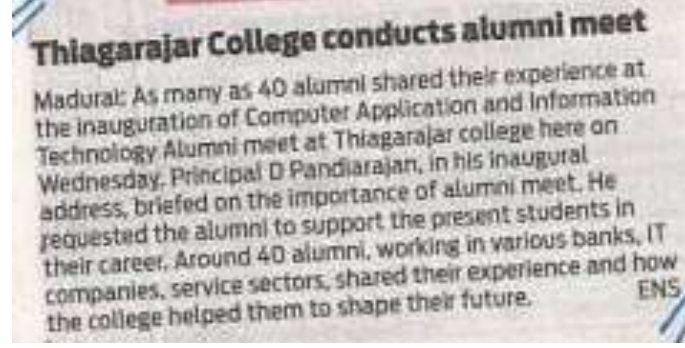 Thiagarajar College conducts alumni meet
Madurai: As many as 40 alumni shared their experience at
the inauguration of Computer Application and Information
Technology Alumni meet at Thiagarajar college here on
Wednesday. Principal D Pandiarajan, in his inaugural
address, briefed on the importance of alumni meet. He
requested the alumni to support the present students in
their career. Around 40 alumni, working in various banks, IT
companies, service sectors, shared their experience and how
the college helped them to shape their future. ENS